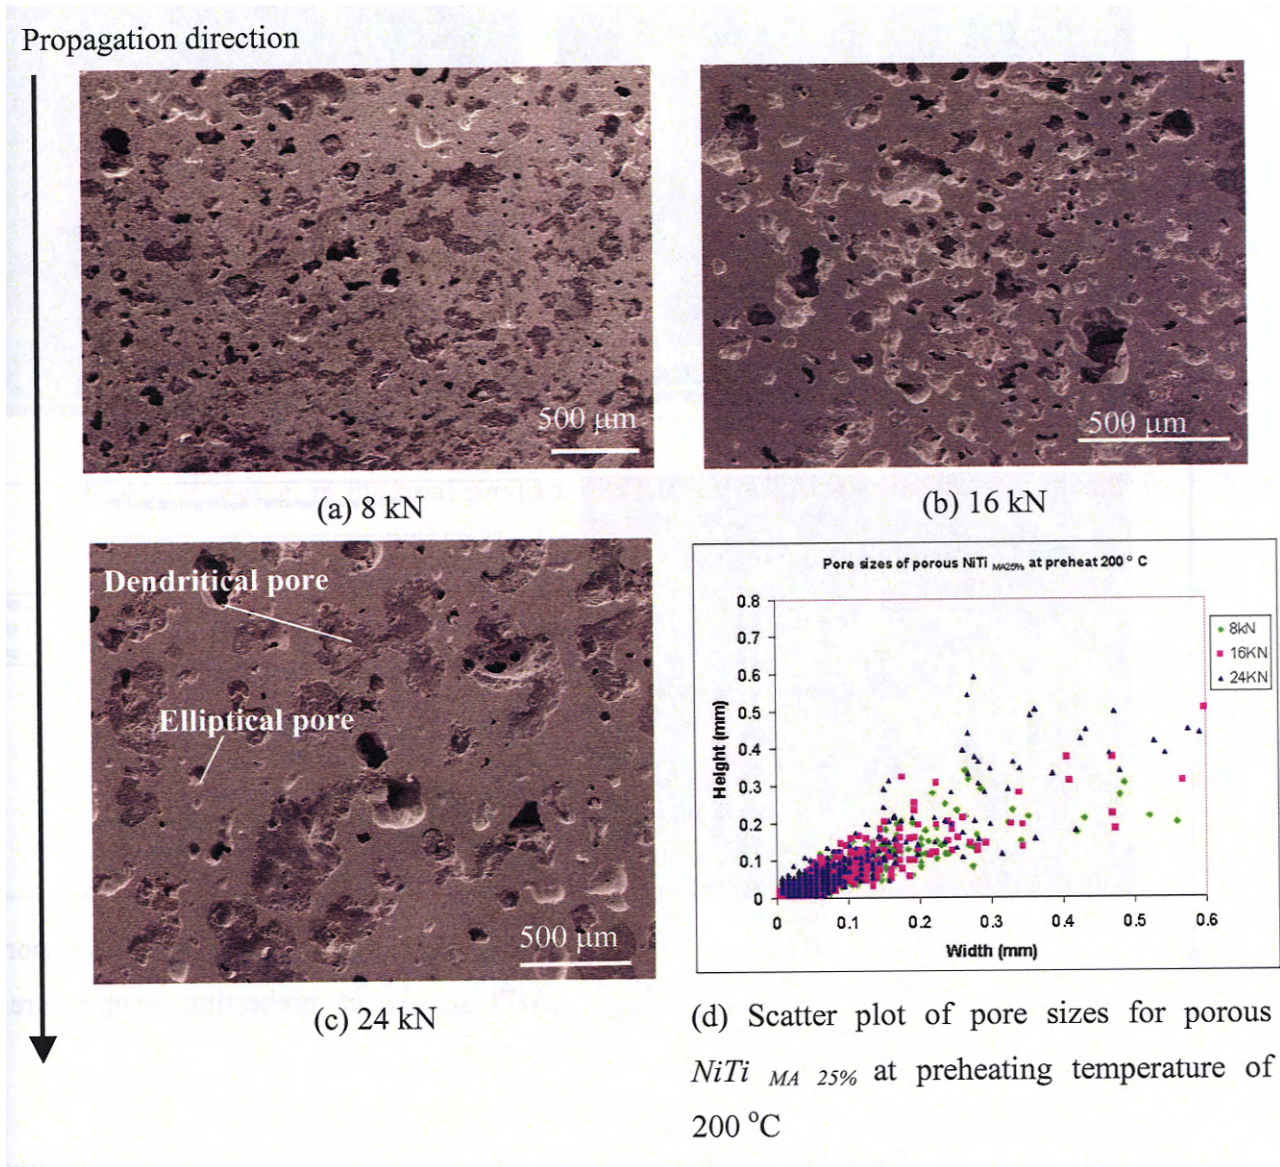 Propagation direction
500 μm
500 μm
(a) 8 kN
(b) 16 kN
Dendritical pore
Elliptical pore
500 μm
(c) 24 kN
Pore sizes of porous NiTi MA25% at preheat 200 ° C
0.8
0.7
0.6
0.5
0.4
0.3
0.2
0.1
0
Height (mm)
0 0.1 0.2 0.3 0.4 0.5 0.6
Width (mm)
8kN
16KN
24KN
(d) Scatter plot of pore sizes for porous
NiTi MA 25% at preheating temperature of
200 °C